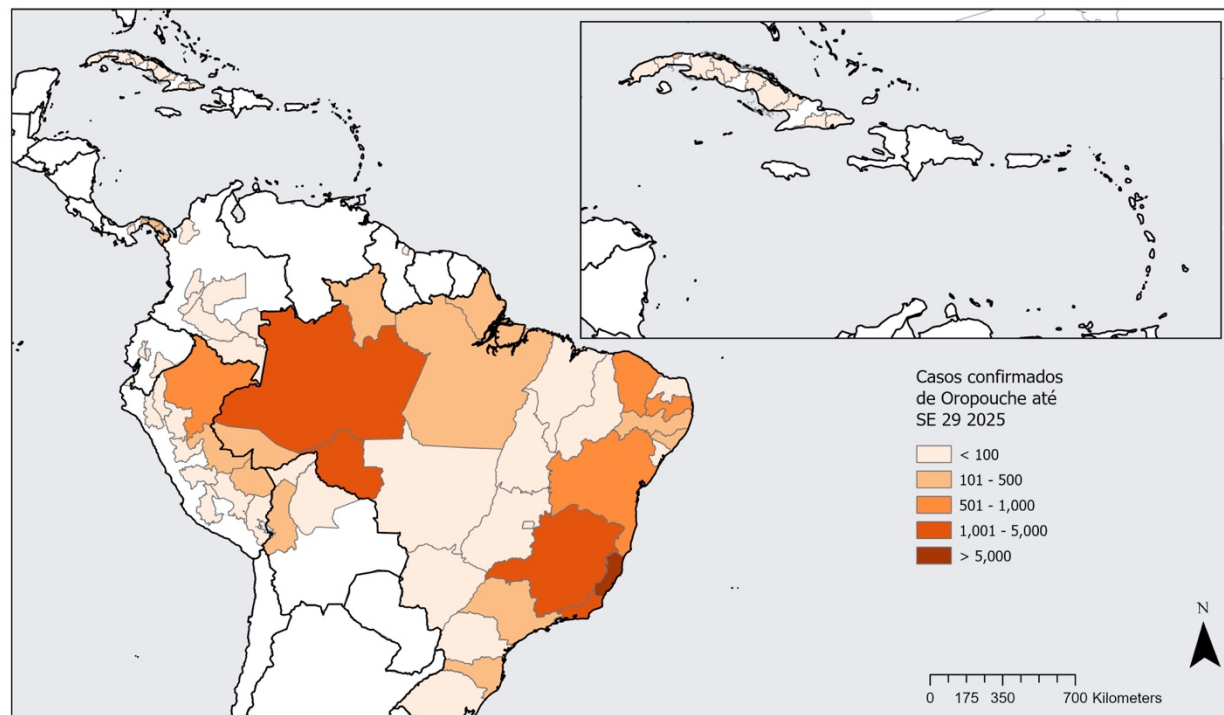 Casos confirmados
de Oropouche até
SE 29 2025
< 100
101 - 500
501 - 1,000
1,001 - 5,000
> 5,000
N
0 175 350 700 Kilometers